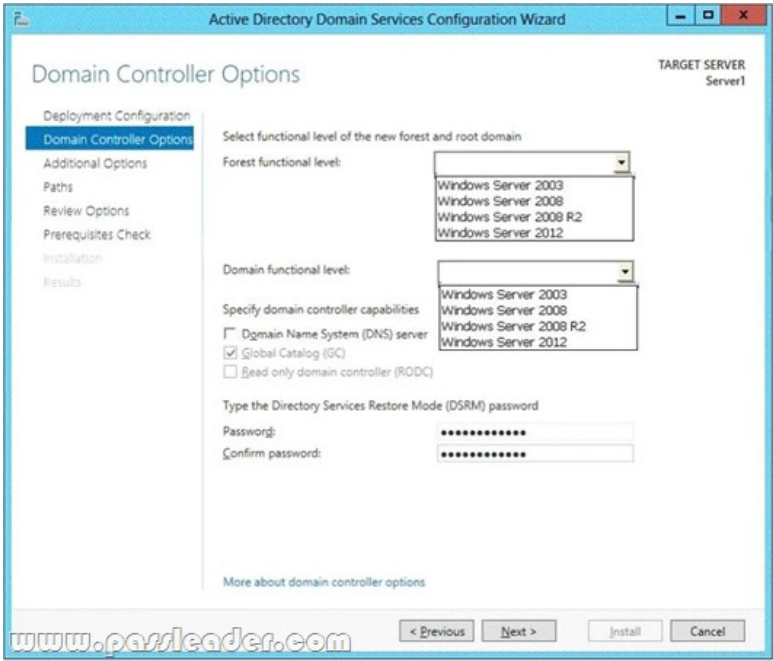 Active Directory Domain Services Configuration Wizard
Domain Controller Options
TARGET SERVER
Server1
Deployment Configuration
Domain Controller Options
Additional Options
Paths
Review Options
Prerequisites Check
Installation
Results
Select functional level of the new forest and root domain
Forest functional level:
Windows Server 2003
Windows Server 2008
Windows Server 2008 R2
Windows Server 2012
Domain functional level:
Windows Server 2003
Windows Server 2008
Windows Server 2008 R2
Windows Server 2012
Specify domain controller capabilities
Domain Name System (DNS) server
Global Catalog (GC)
Read only domain controller (RODC)
Type the Directory Services Restore Mode (DSRM) password
Password: ••••••••••••
Confirm password: ••••••••••••
More about domain controller options
< Previous Next > Install Cancel
www.passleader.com